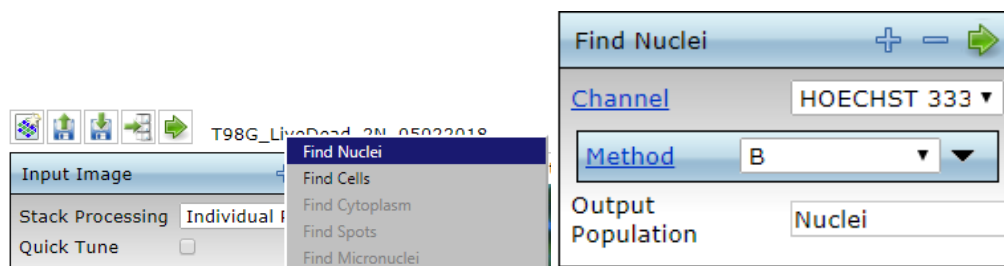 T98G_LiveDead_2N_05022018
Input Image
Stack Processing Individual
Quick Tune
Find Nuclei
Find Cells
Find Cytoplasm
Find Spots
Find Micronuclei
Find Nuclei
Channel HOECHST 333
Method B
Output
Population Nuclei